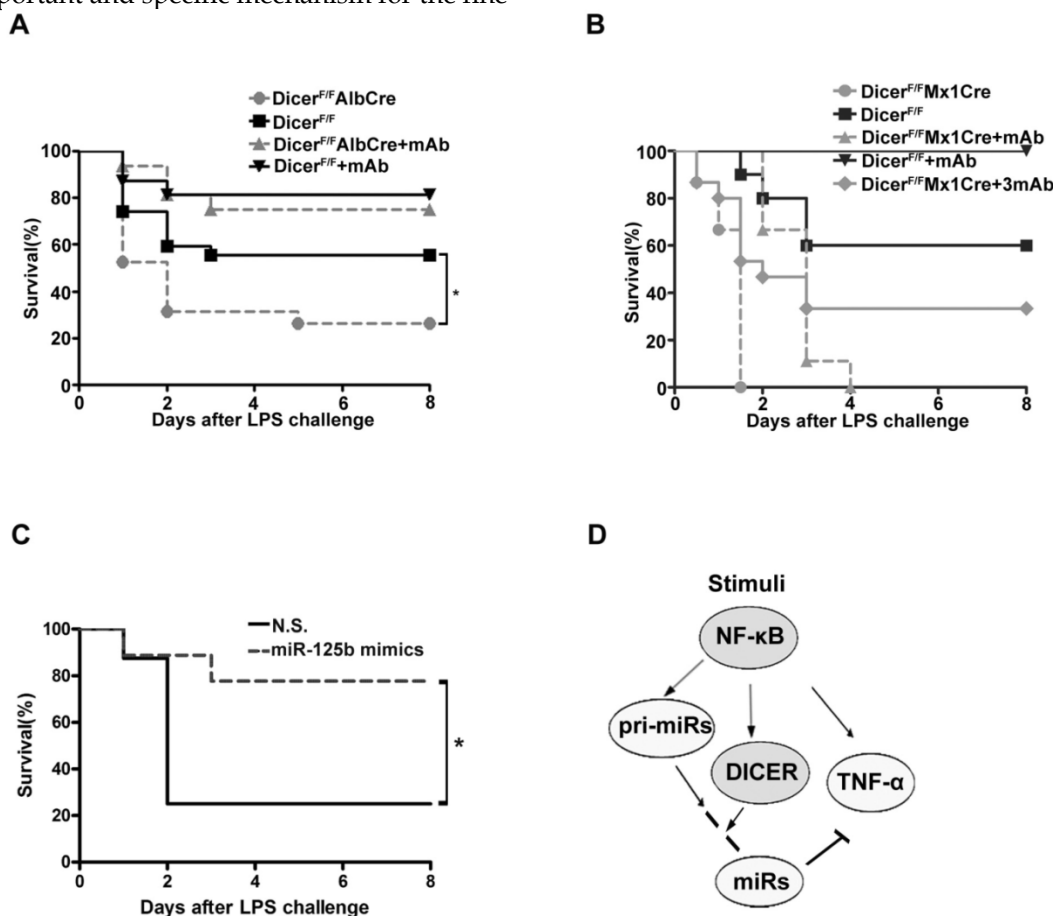 portant and specific mechanism for the fine
A
Dicer^F/F AlbCre
Dicer^F/F
Dicer^F/F AlbCre+mAb
Dicer^F/F+mAb
100
80
60
40
20
0
Survival(%)
*
0 2 4 6 8
Days after LPS challenge
B
Dicer^F/F Mx1Cre
Dicer^F/F
Dicer^F/F Mx1Cre+mAb
Dicer^F/F+mAb
Dicer^F/F Mx1Cre+3mAb
100
80
60
40
20
0
Survival(%)
0 2 4 6 8
Days after LPS challenge
C
N.S.
miR-125b mimics
100
80
60
40
20
0
Survival(%)
*
0 2 4 6 8
Days after LPS challenge
D
Stimuli
NF-κB
pri-miRs
DICER
TNF-α
miRs